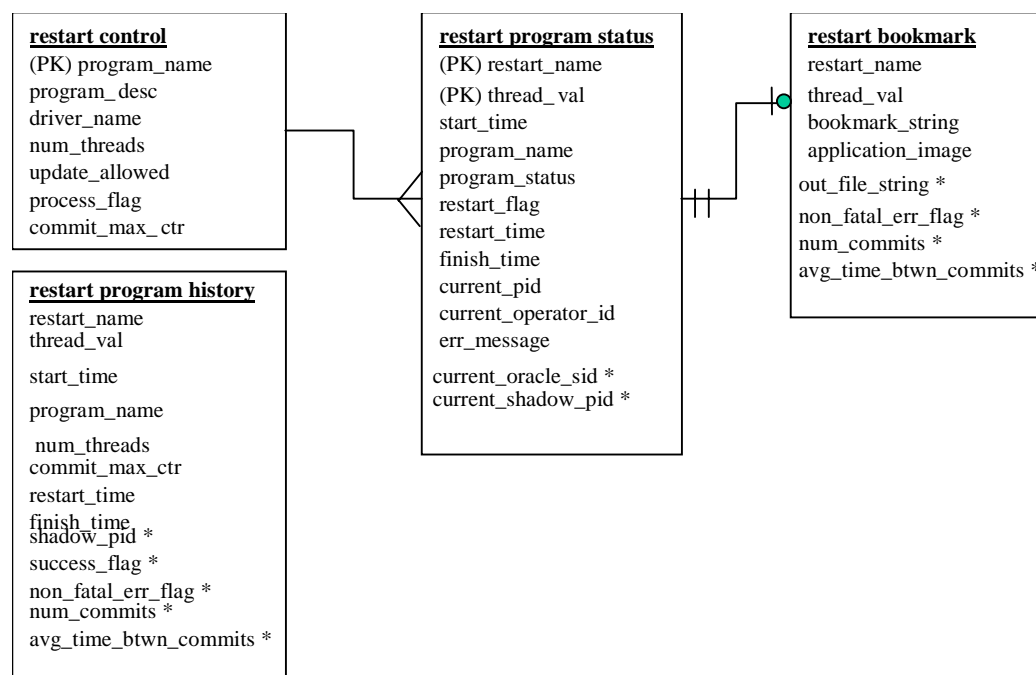 restart control
(PK) program_name
program_desc
driver_name
num_threads
update_allowed
process_flag
commit_max_ctr
restart program history
restart_name
thread_val
start_time
program_name
num_threads
commit_max_ctr
restart_time
finish_time
shadow_pid *
success_flag *
non_fatal_err_flag *
num_commits *
avg_time_btwn_commits *
restart program status
(PK) restart_name
(PK) thread_val
start_time
program_name
program_status
restart_flag
restart_time
finish_time
current_pid
current_operator_id
err_message
current_oracle_sid *
current_shadow_pid *
restart bookmark
restart_name
thread_val
bookmark_string
application_image
out_file_string *
non_fatal_err_flag *
num_commits *
avg_time_btwn_commits *